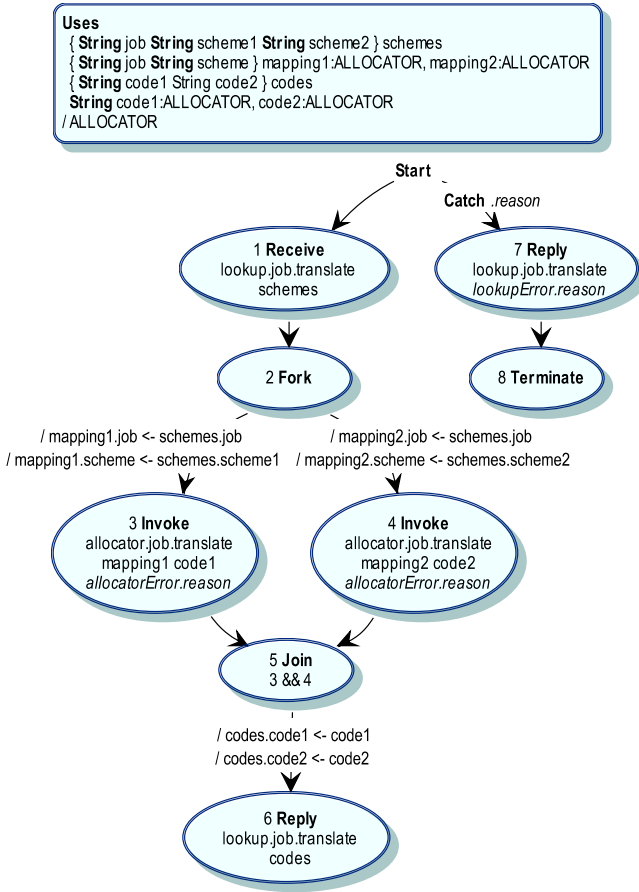 Uses
{ String job String scheme1 String scheme2 } schemes
{ String job String scheme } mapping1:ALLOCATOR, mapping2:ALLOCATOR
{ String code1 String code2 } codes
String code1:ALLOCATOR, code2:ALLOCATOR
/ ALLOCATOR
Start
Catch .reason
1 Receive
lookup.job.translate
schemes
7 Reply
lookup.job.translate
lookupError.reason
2 Fork
8 Terminate
/ mapping1.job <- schemes.job
/ mapping1.scheme <- schemes.scheme1
/ mapping2.job <- schemes.job
/ mapping2.scheme <- schemes.scheme2
3 Invoke
allocator.job.translate
mapping1 code1
allocatorError.reason
4 Invoke
allocator.job.translate
mapping2 code2
allocatorError.reason
5 Join
3 && 4
/ codes.code1 <- code1
/ codes.code2 <- code2
6 Reply
lookup.job.translate
codes